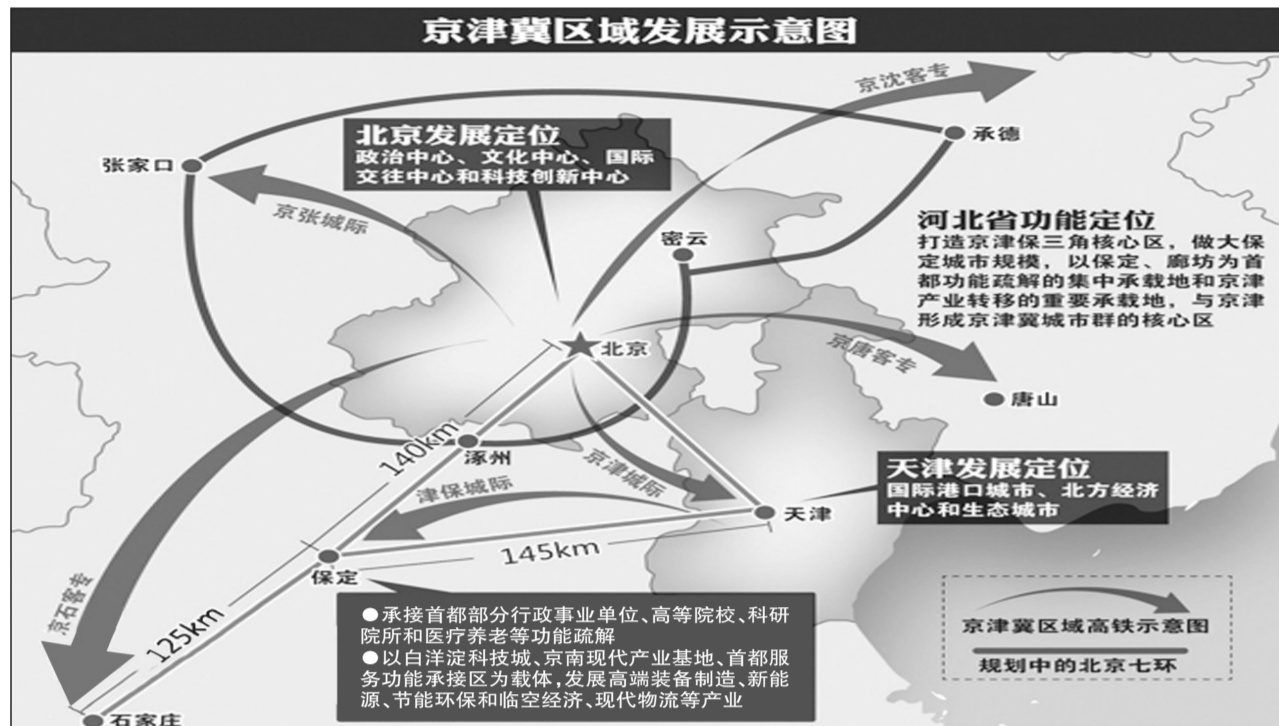 京津冀区域发展示意图
京沈客专
北京发展定位
政治中心、文化中心、国际
交往中心和科技创新中心
承德
张家口
京张城际
密云
河北省功能定位
打造京津保三角核心区，做大保
定城市规模，以保定、廊坊为首
都功能疏解的集中承载地和京津
产业转移的重要承载地，与京津
形成京津冀城市群的核心区
北京
京唐客专
唐山
140km
涿州
京津城际
津保城际
天津发展定位
国际港口城市、北方经济
中心和生态城市
天津
145km
保定
京石客专
125km
●承接首都部分行政事业单位、高等院校、科研
院所和医疗养老等功能疏解
●以白洋淀科技城、京南现代产业基地、首都服
务功能承接区为载体,发展高端装备制造、新能
源、节能环保和临空经济、现代物流等产业
京津冀区域高铁示意图
规划中的北京七环
石家庄